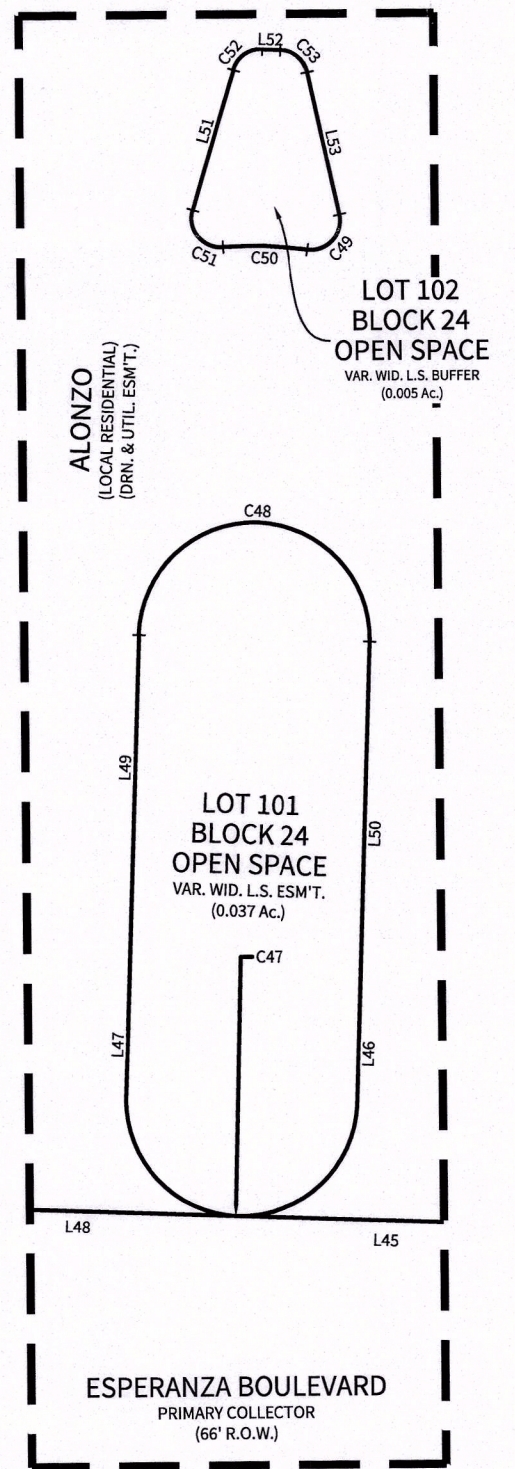 L52
C52
C53
L51
L53
C51
C50
C49
LOT 102
BLOCK 24
OPEN SPACE
VAR. WID. L.S. BUFFER
(0.005 Ac.)
ALONZO
(LOCAL RESIDENTIAL)
(DRN. & UTIL. ESM'T.)
C48
L49
L50
LOT 101
BLOCK 24
OPEN SPACE
VAR. WID. L.S. ESM'T.
(0.037 Ac.)
C47
L47
L46
L48
L45
ESPERANZA BOULEVARD
PRIMARY COLLECTOR
(66' R.O.W.)